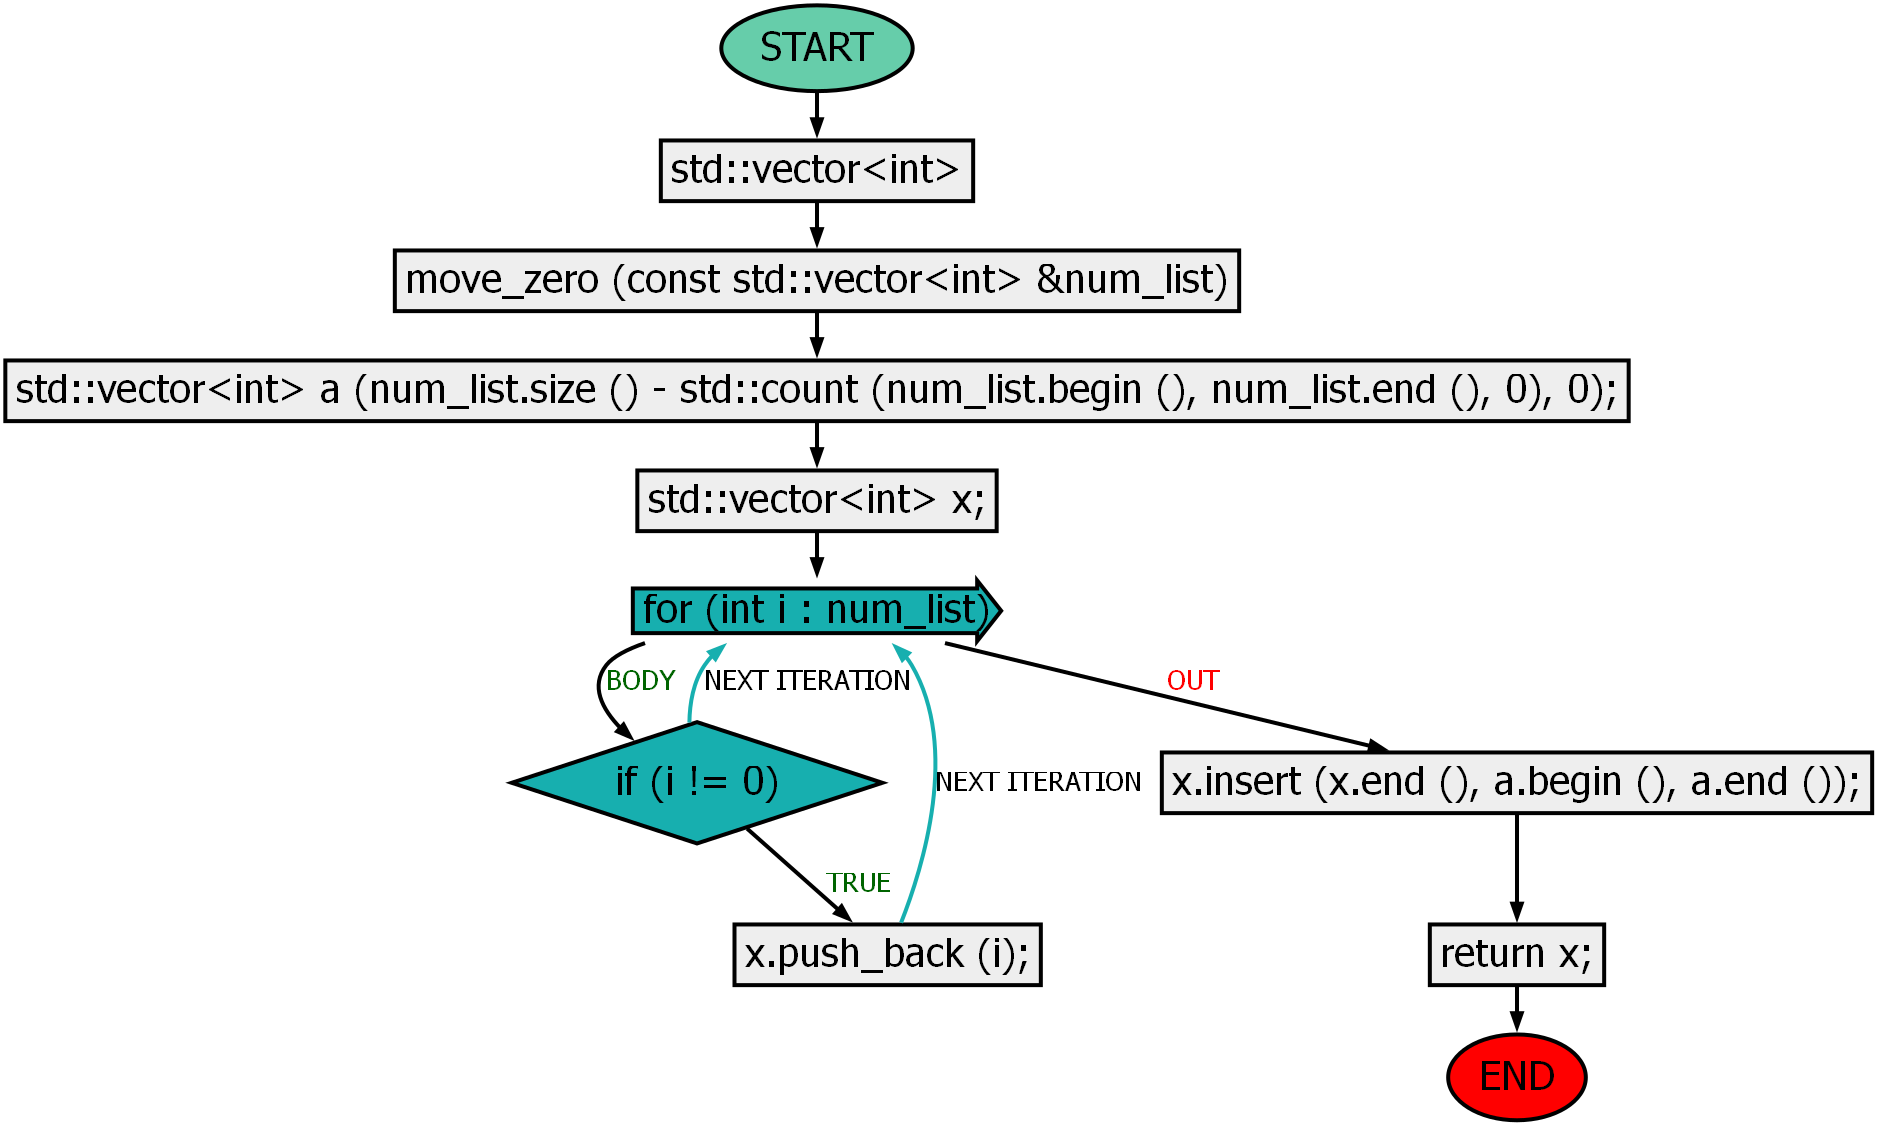 START
std::vector<int>
move_zero (const std::vector<int> &num_list)
std::vector<int> a (num_list.size () - std::count (num_list.begin (), num_list.end (), 0), 0);
std::vector<int> x;
for (int i : num_list)
BODY
NEXT ITERATION
OUT
if (i != 0)
NEXT ITERATION
x.insert (x.end (), a.begin (), a.end ());
TRUE
x.push_back (i);
return x;
END